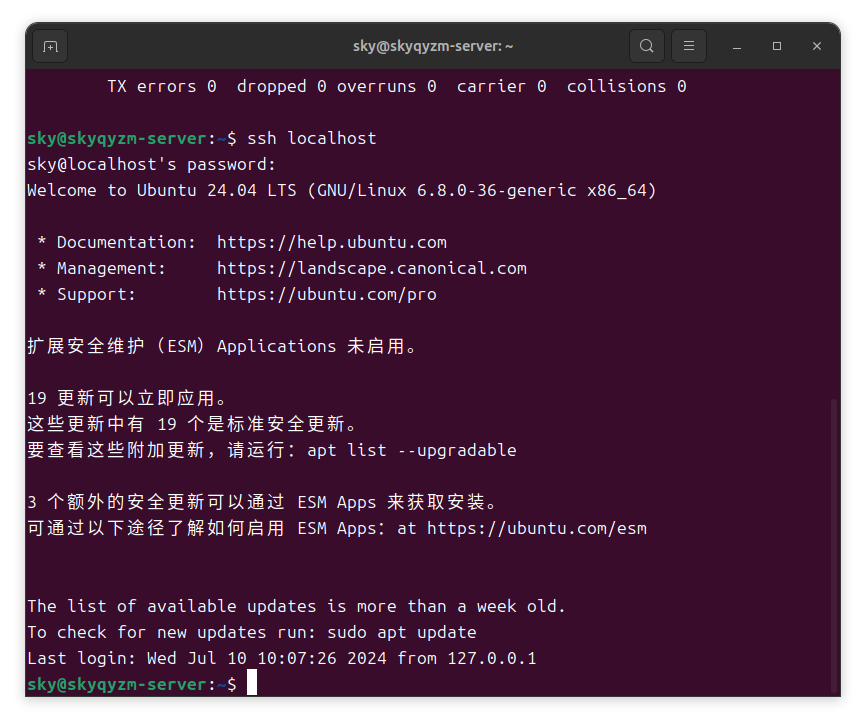 sky@skyqyzm-server: ~
TX errors 0  dropped 0 overruns 0  carrier 0  collisions 0
sky@skyqyzm-server:~$ ssh localhost
sky@localhost's password:
Welcome to Ubuntu 24.04 LTS (GNU/Linux 6.8.0-36-generic x86_64)
* Documentation:  https://help.ubuntu.com
* Management:     https://landscape.canonical.com
* Support:        https://ubuntu.com/pro
扩展安全维护（ESM）Applications 未启用。
19 更新可以立即应用。
这些更新中有 19 个是标准安全更新。
要查看这些附加更新，请运行：apt list --upgradable
3 个额外的安全更新可以通过 ESM Apps 来获取安装。
可通过以下途径了解如何启用 ESM Apps：at https://ubuntu.com/esm
The list of available updates is more than a week old.
To check for new updates run: sudo apt update
Last login: Wed Jul 10 10:07:26 2024 from 127.0.0.1
sky@skyqyzm-server:~$